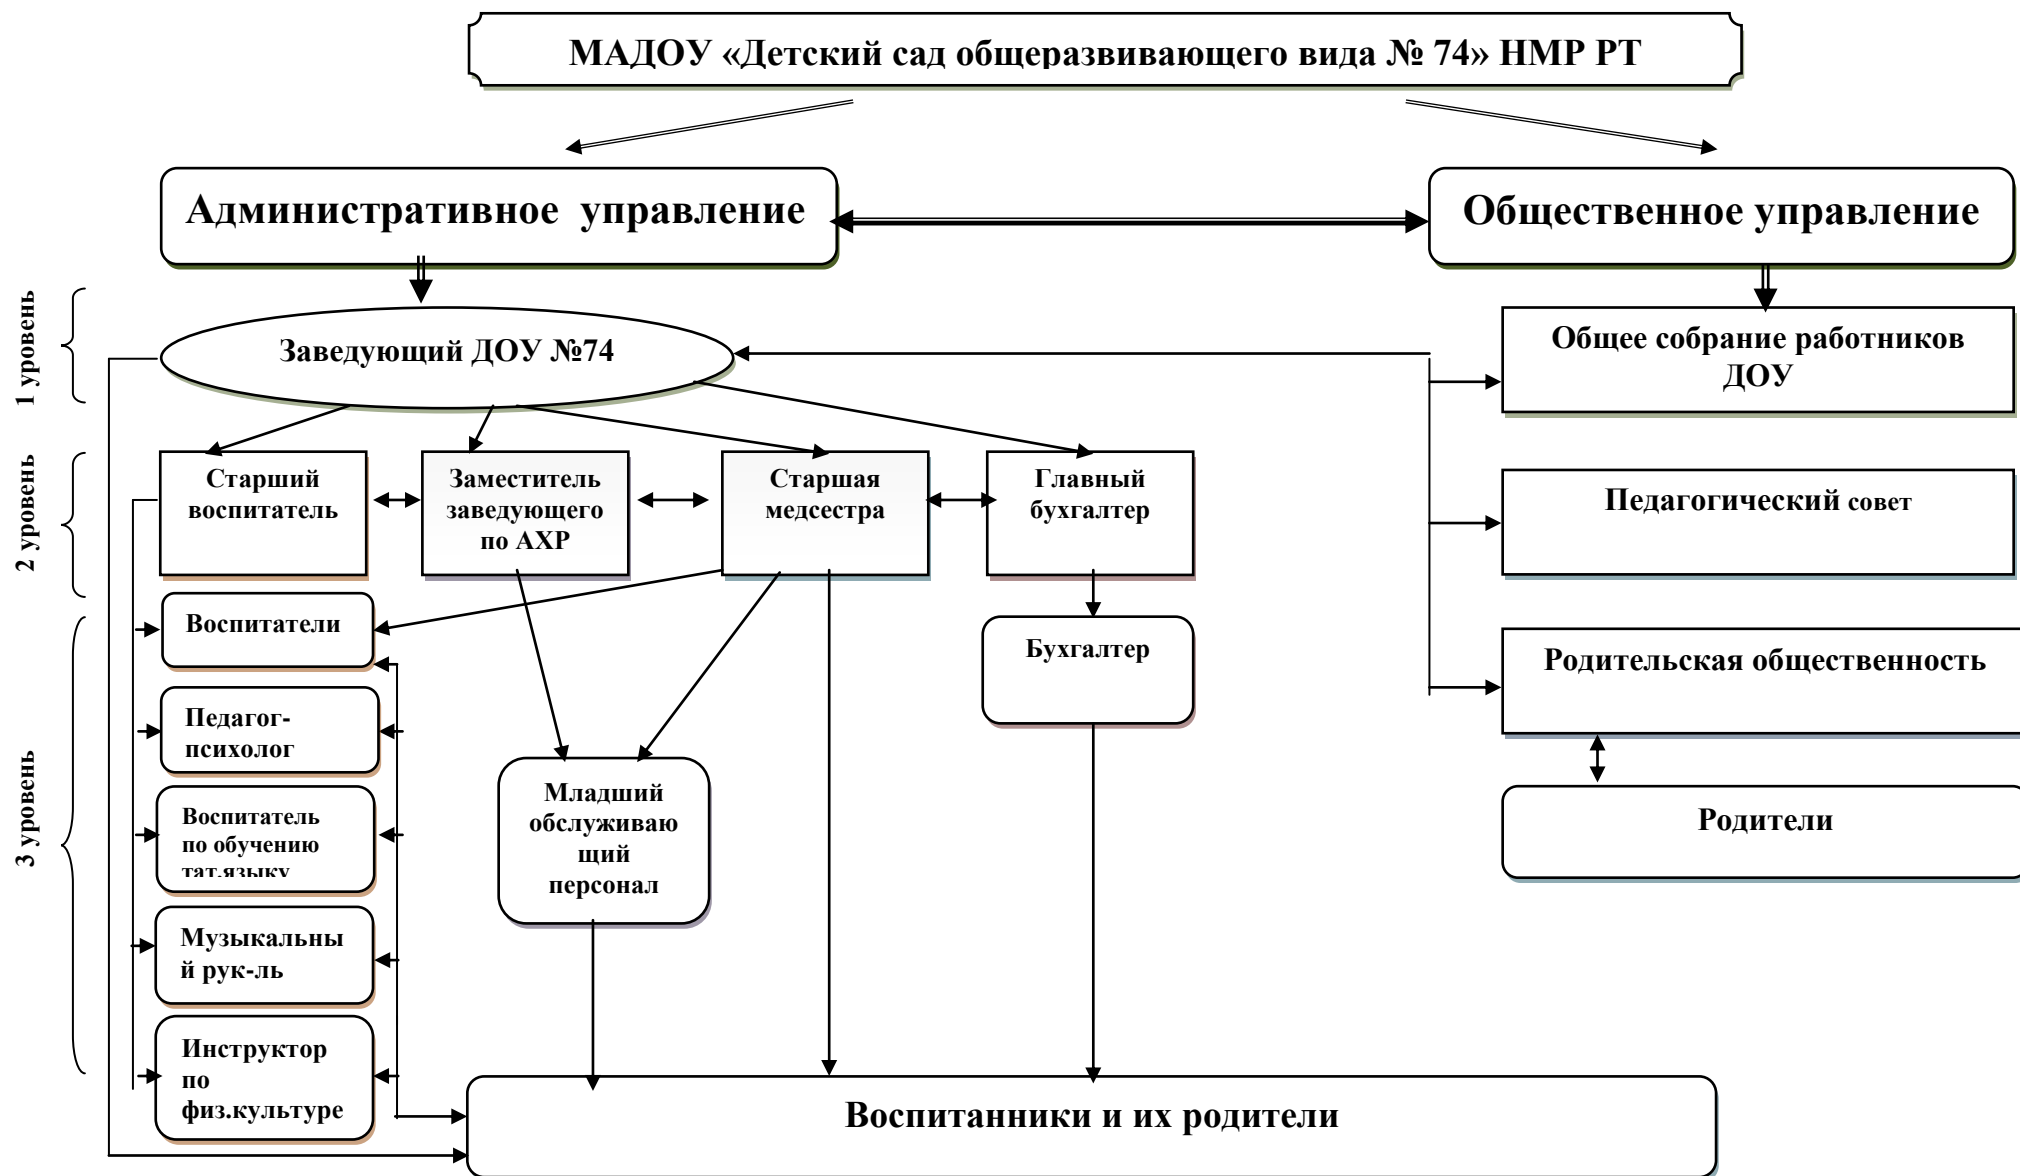 МАДОУ «Детский сад общеразвивающего вида № 74» НМР РТ
Административное управление
Общественное управление
1 уровень
Заведующий ДОУ №74
Общее собрание работников
ДОУ
2 уровень
Старший
воспитатель
Заместитель
заведующего
по АХР
Старшая
медсестра
Главный
бухгалтер
Педагогический совет
3 уровень
Воспитатели
Бухгалтер
Родительская общественность
Педагог-
психолог
Младший
обслуживаю
щий
персонал
Родители
Воспитатель
по обучению
тат.языку
Музыкальны
й рук-ль
Инструктор
по
физ.культуре
Воспитанники и их родители